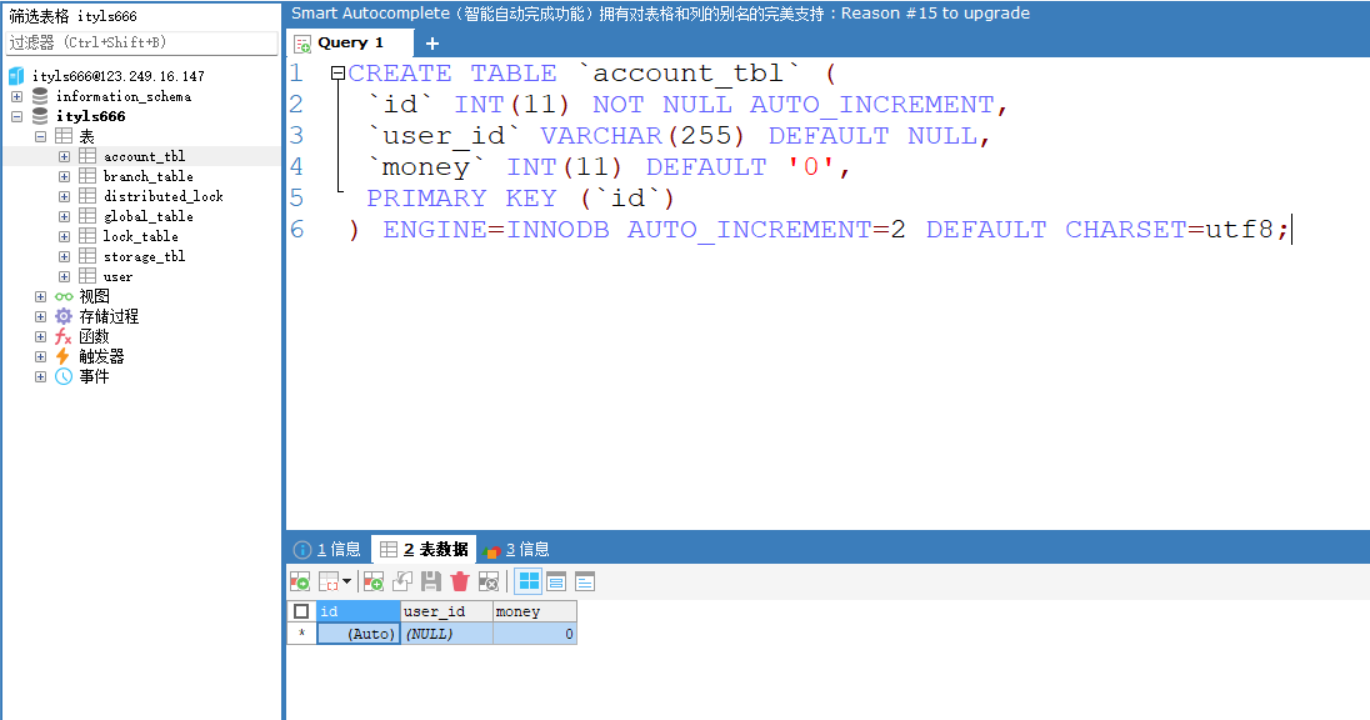 筛选表格 ityls666
过滤器 (Ctrl+Shift+B)
ityls666@123.249.16.147
information_schema
ityls666
表
account_tbl
branch_table
distributed_lock
global_table
lock_table
storage_tbl
user
视图
存储过程
函数
触发器
事件
Smart Autocomplete（智能自动完成功能）拥有对表格和列的别名的完美支持：Reason #15 to upgrade
Query 1 +
1 CREATE TABLE `account_tbl` (
2 `id` INT(11) NOT NULL AUTO_INCREMENT,
3 `user_id` VARCHAR(255) DEFAULT NULL,
4 `money` INT(11) DEFAULT '0',
5 PRIMARY KEY (`id`)
6 ) ENGINE=INNODB AUTO_INCREMENT=2 DEFAULT CHARSET=utf8;
1 信息 2 表数据 3 信息
id user_id money
* (Auto) (NULL) 0